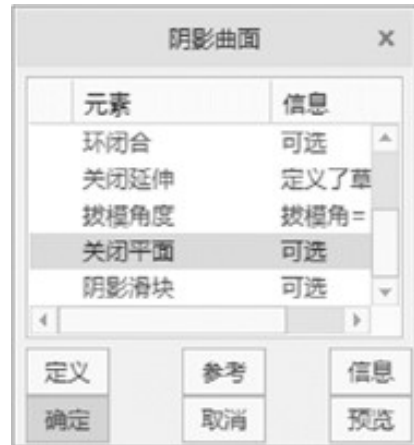 阴影曲面 ×
元素 信息
环闭合 可选
关闭延伸 定义了草
拔模角度 拔模角=
关闭平面 可选
阴影滑块 可选
定义 参考 信息
确定 取消 预览